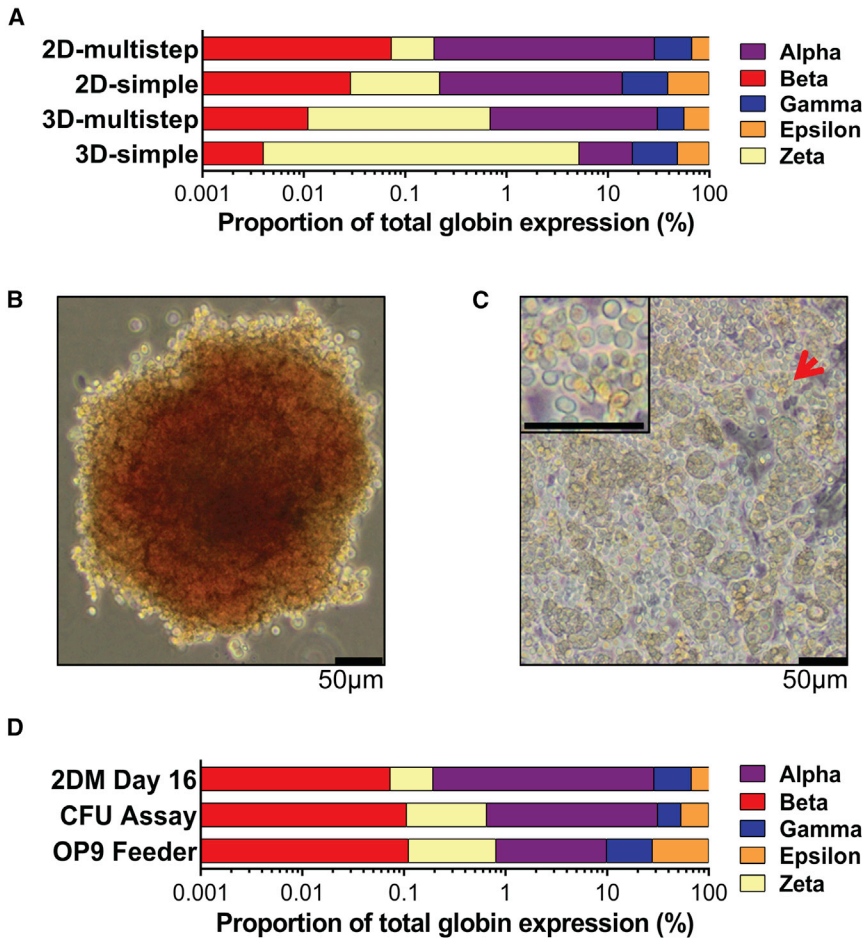 A
2D-multistep
2D-simple
3D-multistep
3D-simple
0.001 0.01 0.1 1 10 100
Proportion of total globin expression (%)
Alpha
Beta
Gamma
Epsilon
Zeta
B
50μm
C
50μm
D
2DM Day 16
CFU Assay
OP9 Feeder
0.001 0.01 0.1 1 10 100
Proportion of total globin expression (%)
Alpha
Beta
Gamma
Epsilon
Zeta